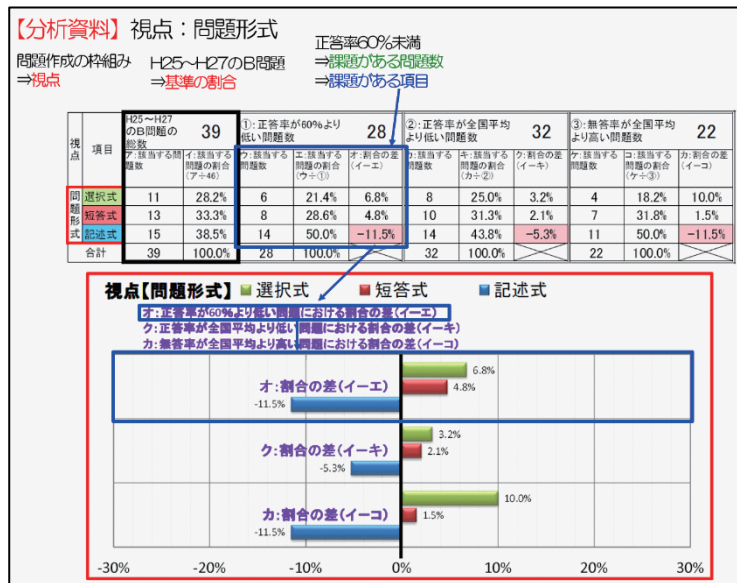 【分析資料】視点：問題形式
問題作成の枠組み
⇒視点
H25～H27のB問題
⇒基準の割合
正答率60%未満
⇒課題がある問題数
⇒課題がある項目
視点
項目
H25～H27のB問題の総数
39
①：正答率が60%より低い問題数
28
②：正答率が全国平均より低い問題数
32
③：無答率が全国平均より高い問題数
22
ア：該当する問題数
イ：該当する問題の割合(ア÷46)
ウ：該当する問題数
エ：該当する問題の割合(ウ÷①)
オ：割合の差(イーエ)
カ：該当する問題数
キ：該当する問題の割合(カ÷②)
ク：割合の差(イーキ)
ケ：該当する問題数
コ：該当する問題の割合(ケ÷③)
カ：割合の差(イーコ)
問題形式
選択式 11 28.2% 6 21.4% 6.8% 8 25.0% 3.2% 4 18.2% 10.0%
短答式 13 33.3% 8 28.6% 4.8% 10 31.3% 2.1% 7 31.8% 1.5%
記述式 15 38.5% 14 50.0% −11.5% 14 43.8% −5.3% 11 50.0% −11.5%
合計 39 100.0% 28 100.0% 32 100.0% 22 100.0%
視点【問題形式】 選択式 短答式 記述式
オ：正答率が60%より低い問題における割合の差(イーエ)
ク：正答率が全国平均より低い問題における割合の差(イーキ)
カ：無答率が全国平均より高い問題における割合の差(イーコ)
6.8%
オ：割合の差(イーエ)
4.8%
-11.5%
3.2%
ク：割合の差(イーキ)
2.1%
-5.3%
10.0%
カ：割合の差(イーコ)
1.5%
-11.5%
-30% -20% -10% 0% 10% 20% 30%